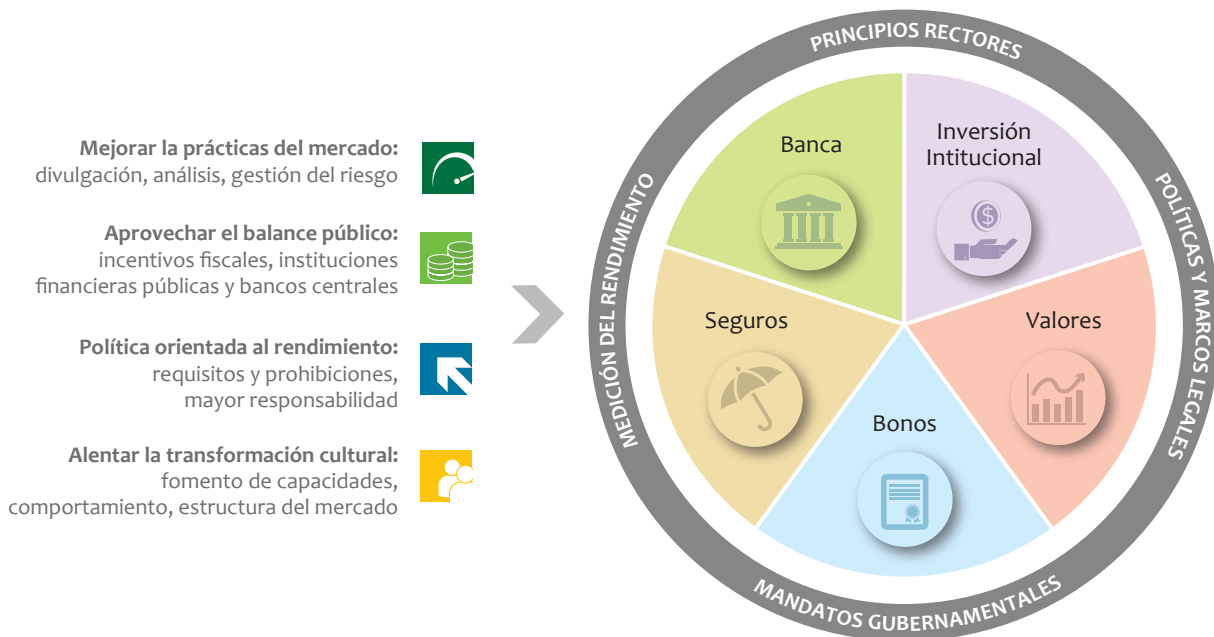 Mejorar la prácticas del mercado:
divulgación, análisis, gestión del riesgo
Aprovechar el balance público:
incentivos fiscales, instituciones
financieras públicas y bancos centrales
Política orientada al rendimiento:
requisitos y prohibiciones,
mayor responsabilidad
Alentar la transformación cultural:
fomento de capacidades,
comportamiento, estructura del mercado
PRINCIPIOS RECTORES
POLÍTICAS Y MARCOS LEGALES
MANDATOS GUBERNAMENTALES
MEDICIÓN DEL RENDIMIENTO
Banca
Inversión
Intitucional
$
Seguros
Valores
Bonos